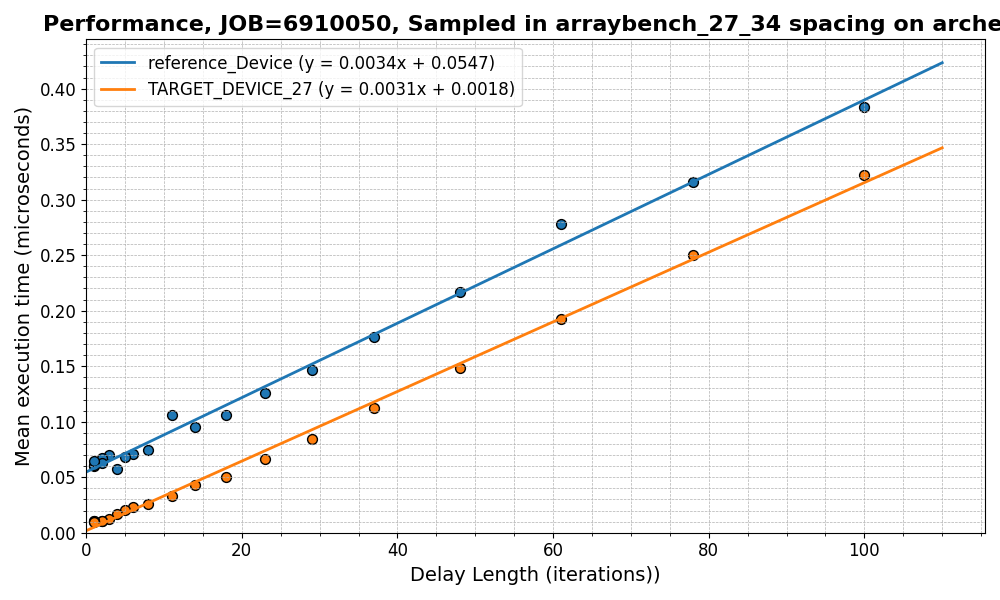 Performance, JOB=6910050, Sampled in arraybench_27_34 spacing on arche
reference_Device (y = 0.0034x + 0.0547)
TARGET_DEVICE_27 (y = 0.0031x + 0.0018)
Mean execution time (microseconds)
0.40
0.35
0.30
0.25
0.20
0.15
0.10
0.05
0.00
0 20 40 60 80 100
Delay Length (iterations))